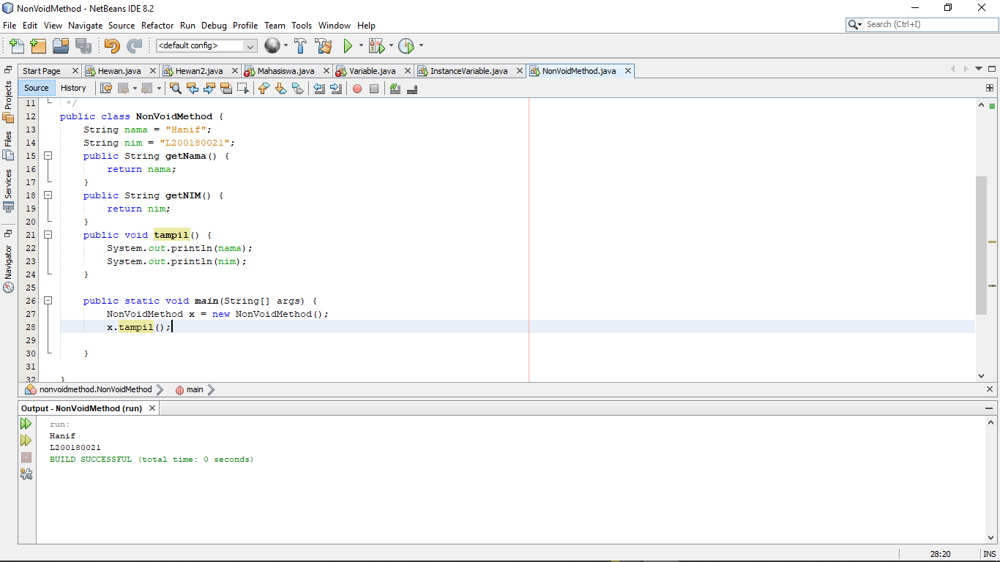 NonVoidMethod - NetBeans IDE 8.2
File Edit View Navigate Source Refactor Run Debug Profile Team Tools Window Help
Search (Ctrl+I)
<default config>
Start Page Hewan.java Hewan2.java Mahasiswa.java Variable.java InstanceVariable.java NonVoidMethod.java
Source History
Projects
Files
Services
Navigator
11 */
12 public class NonVoidMethod {
13 String nama = "Hanif";
14 String nim = "L200180021";
15 public String getNama() {
16 return nama;
17 }
18 public String getNIM() {
19 return nim;
20 }
21 public void tampil() {
22 System.out.println(nama);
23 System.out.println(nim);
24 }
25
26 public static void main(String[] args) {
27 NonVoidMethod x = new NonVoidMethod();
28 x.tampil();
29
30 }
31
32 }
nonvoidmethod.NonVoidMethod main
Output - NonVoidMethod (run)
run:
Hanif
L200180021
BUILD SUCCESSFUL (total time: 0 seconds)
28:20 INS